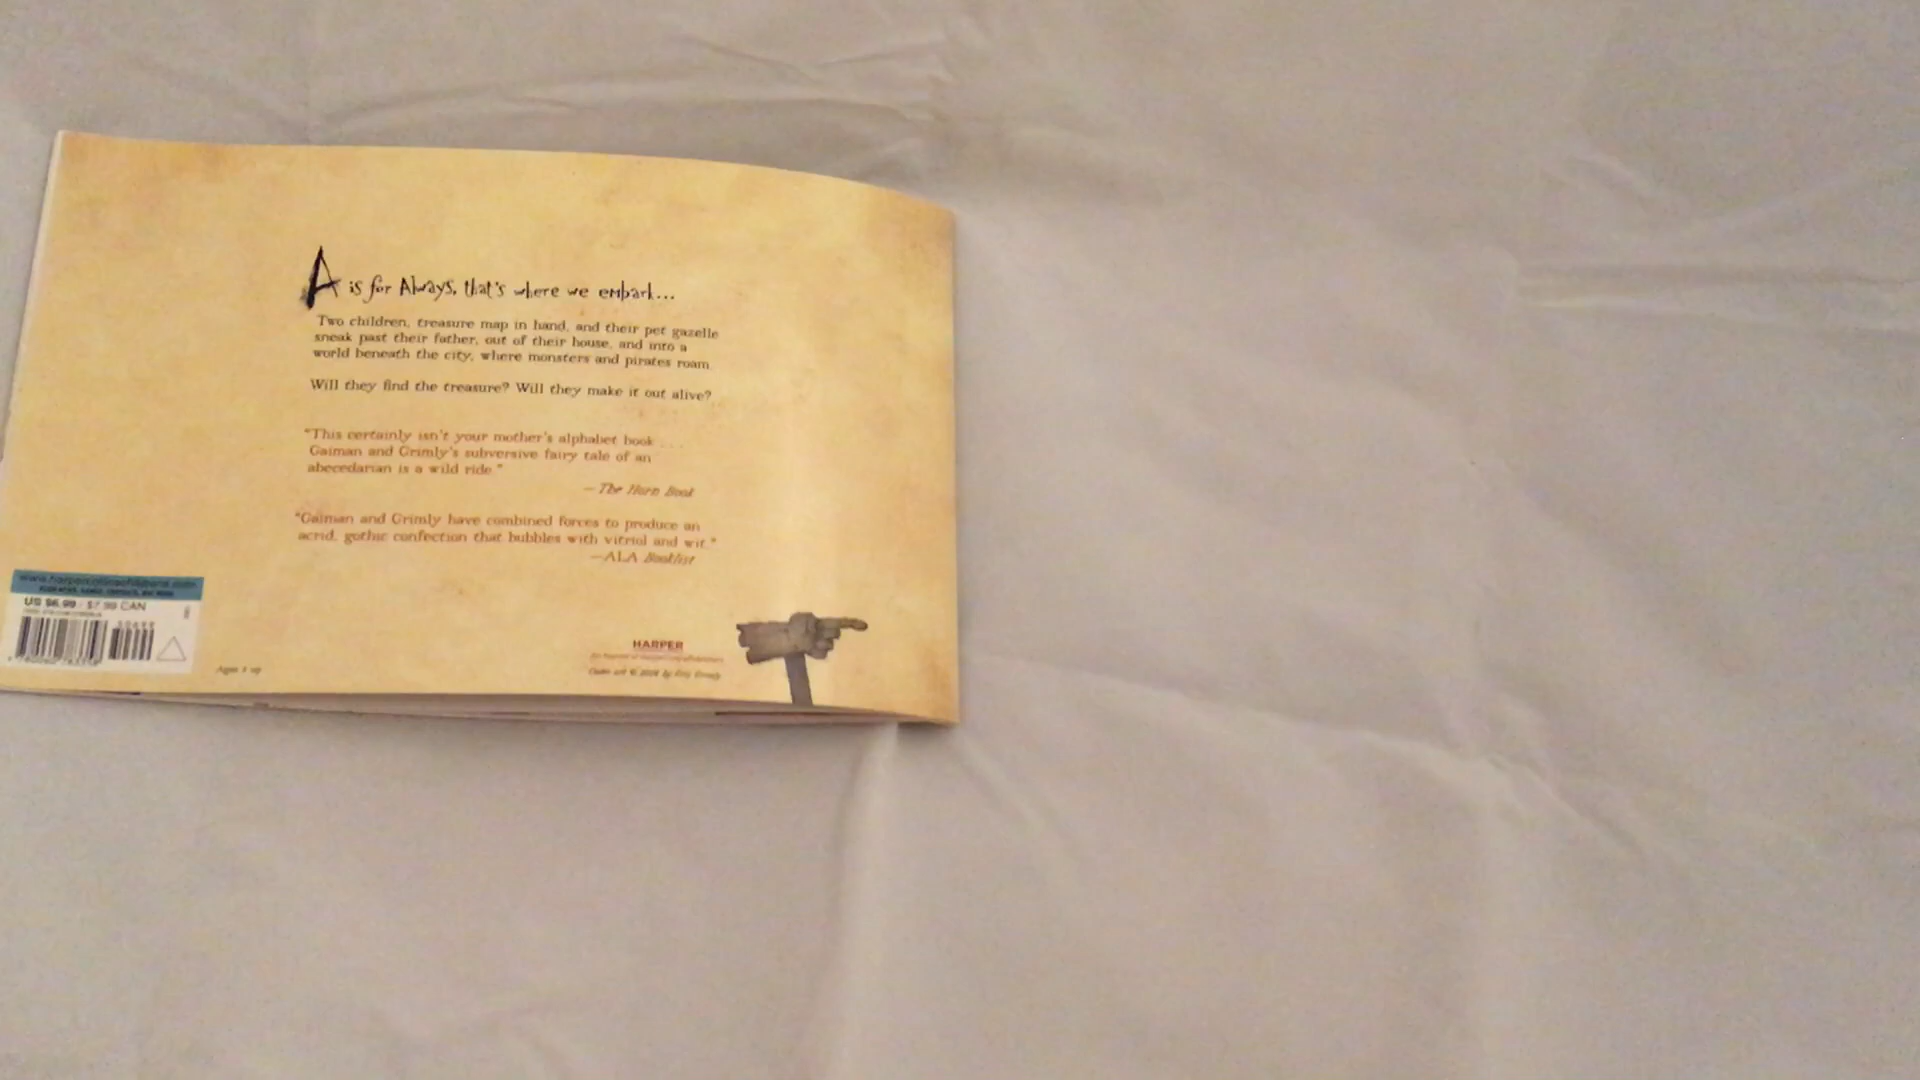 A is for Always, that's where we embark...
Two children, treasure map in hand, and their pet gazelle
sneak past their father, out of their house, and into a
world beneath the city, where monsters and pirates roam.
Will they find the treasure? Will they make it out alive?
"This certainly isn't your mother's alphabet book . . .
Gaiman and Grimly's subversive fairy tale of an
abecedarian is a wild ride."
— The Horn Book
"Gaiman and Grimly have combined forces to produce an
acrid, gothic confection that bubbles with vitriol and wit."
—ALA Booklist
US $6.99 / $7.99 CAN
HARPER